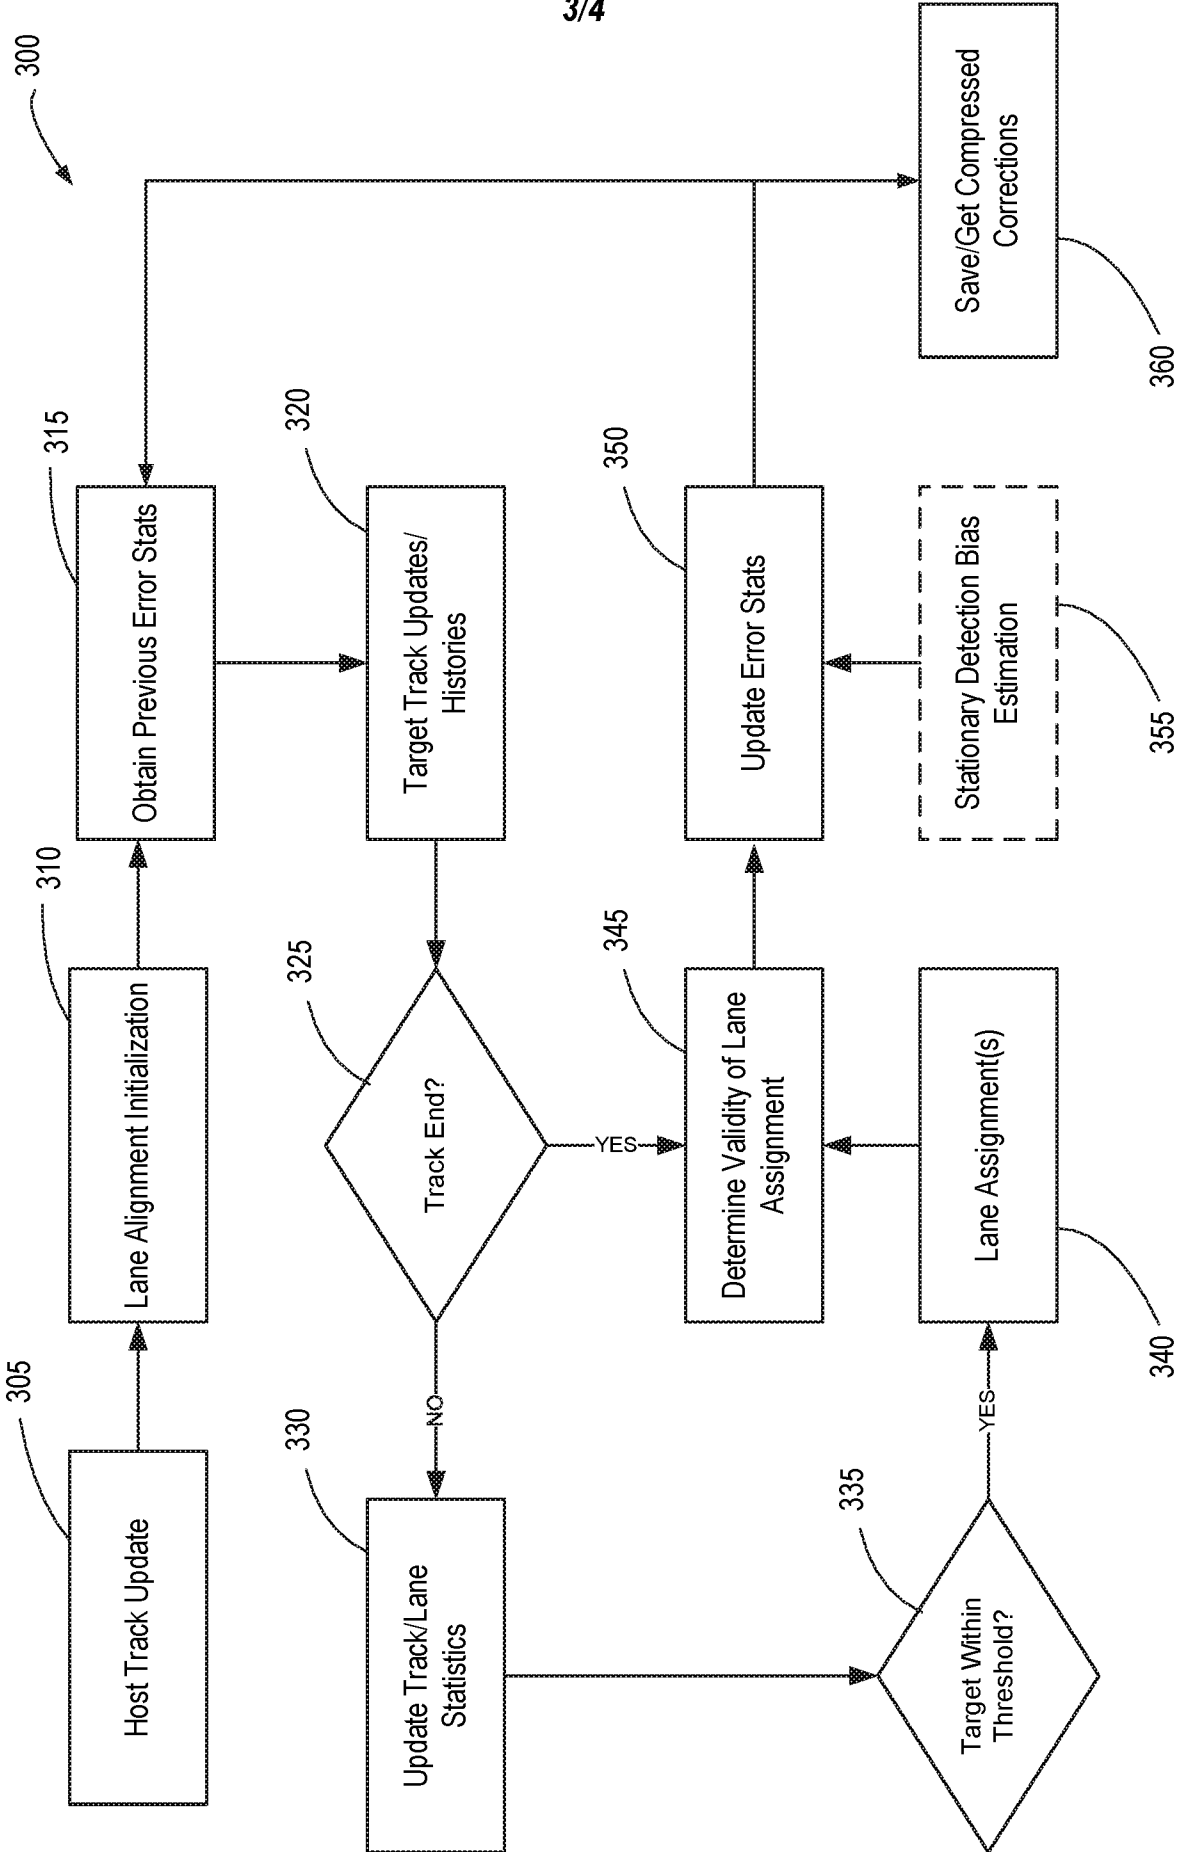 3/4
300
305
Host Track Update
310
Lane Alignment Initialization
315
Obtain Previous Error Stats
320
Target Track Updates/
Histories
325
Track End?
NO
YES
330
Update Track/Lane
Statistics
335
Target Within
Threshold?
YES
340
Lane Assignment(s)
345
Determine Validity of Lane
Assignment
350
Update Error Stats
355
Stationary Detection Bias
Estimation
360
Save/Get Compressed
Corrections